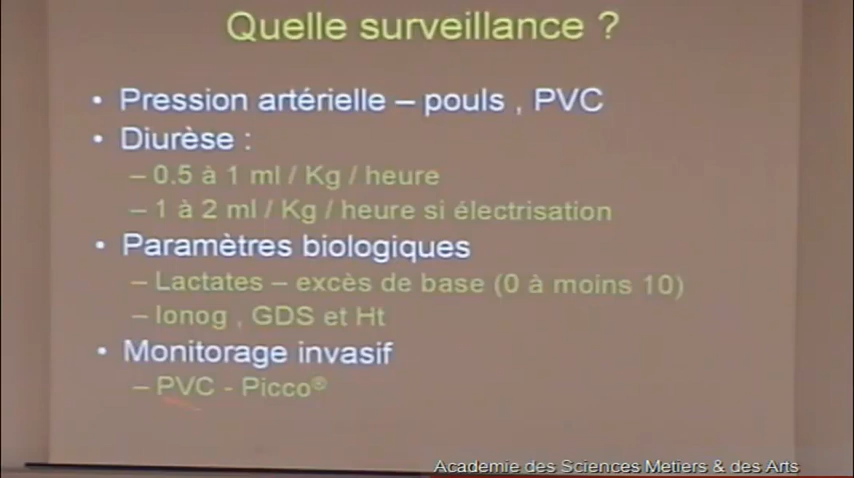 Quelle surveillance ?
• Pression artérielle – pouls , PVC
• Diurèse :
– 0.5 à 1 ml / Kg / heure
– 1 à 2 ml / Kg / heure si électrisation
• Paramètres biologiques
– Lactates – excès de base (0 à moins 10)
– Ionog , GDS et Ht
• Monitorage invasif
– PVC - Picco®
Academie des Sciences Metiers & des Arts